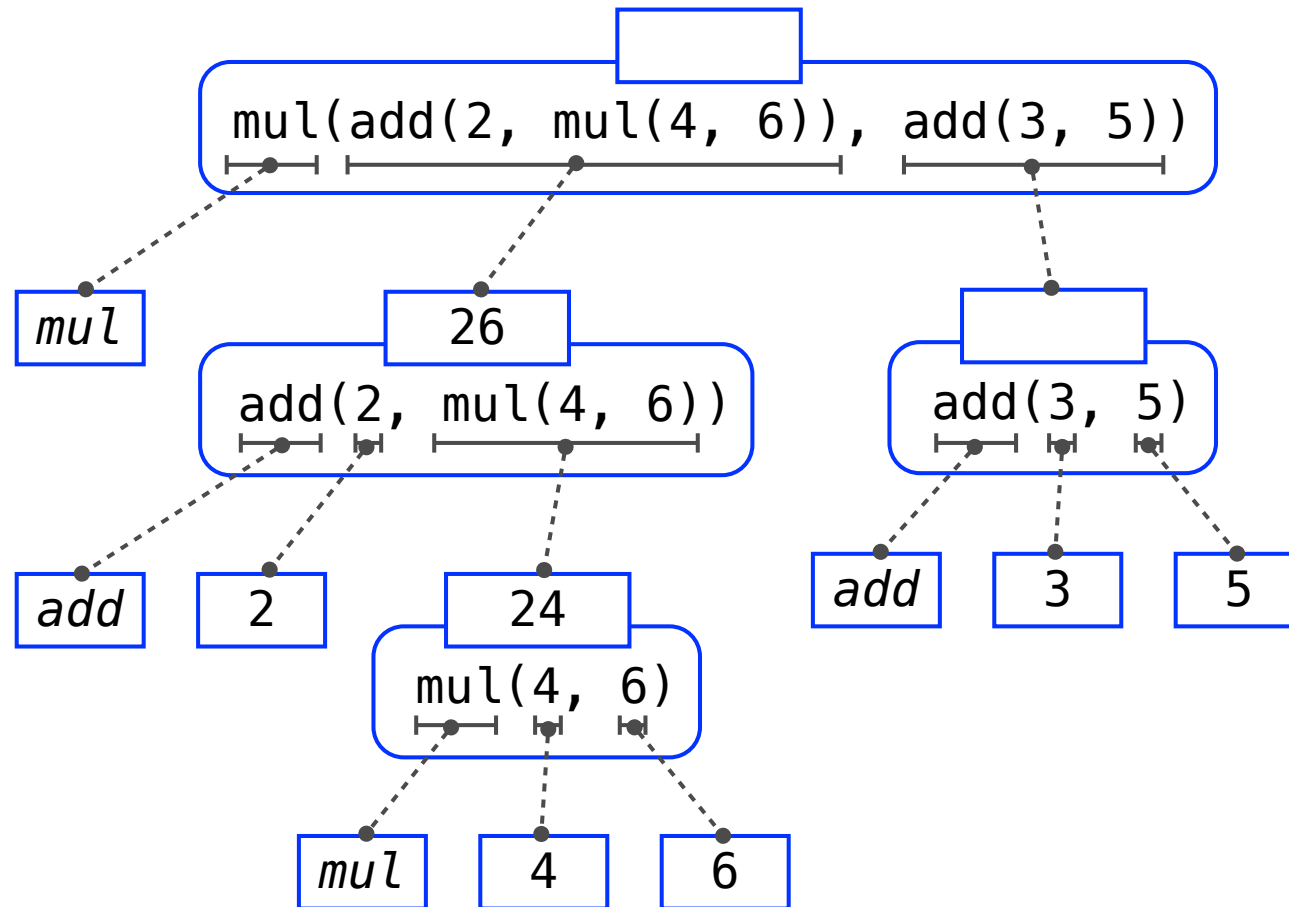 mul(add(2, mul(4, 6)), add(3, 5))
mul
26
add(2, mul(4, 6))
add(3, 5)
add
2
24
add
3
5
mul(4, 6)
mul
4
6